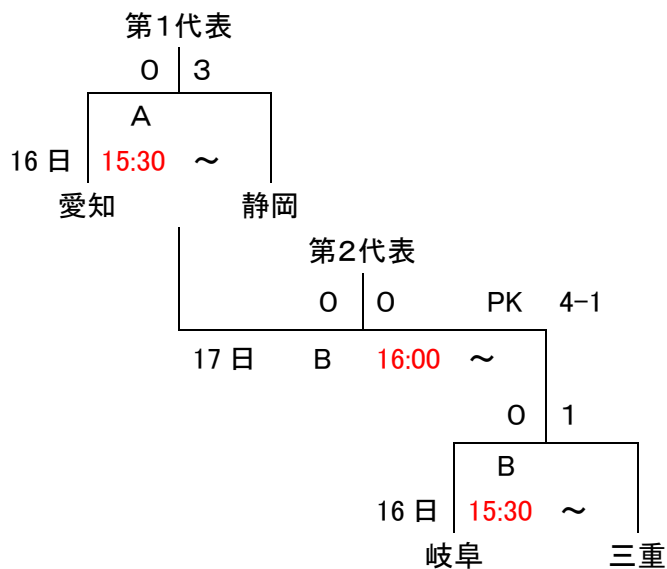 第1代表
0 3
A
16日 15:30 ～
愛知 静岡
第2代表
0 0 PK 4-1
17日 B 16:00 ～
0 1
B
16日 15:30 ～
岐阜 三重